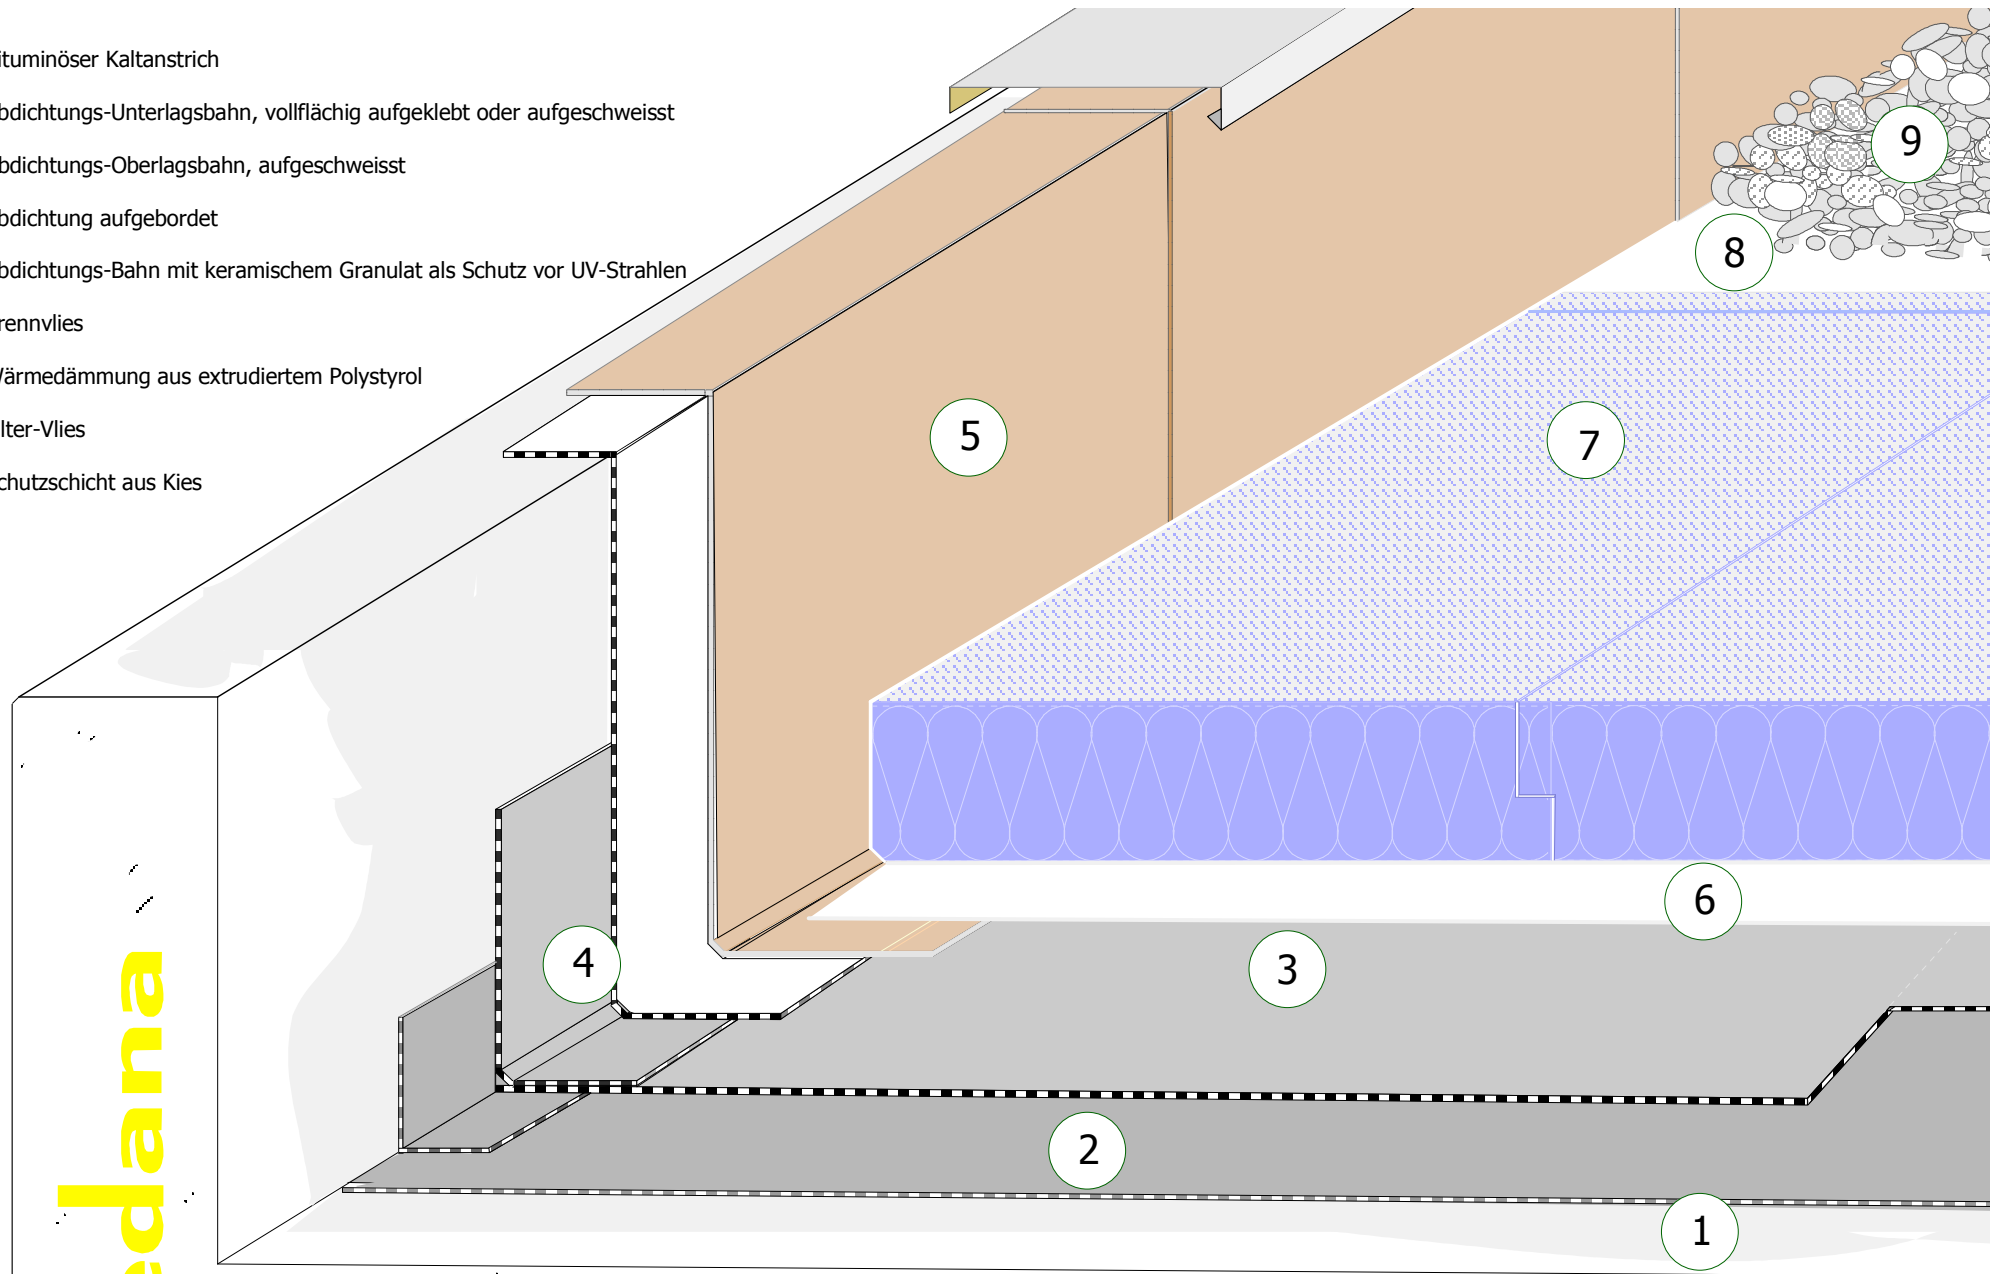 ituminöser Kaltanstrich
bdichtungs-Unterlagsbahn, vollflächig aufgeklebt oder aufgeschweisst
bdichtungs-Oberlagsbahn, aufgeschweisst
bdichtung aufgebordet
bdichtungs-Bahn mit keramischem Granulat als Schutz vor UV-Strahlen
rennvlies
Wärmedämmung aus extrudiertem Polystyrol
lter-Vlies
chutzschicht aus Kies
9
8
5
7
6
4
3
2
1
edana